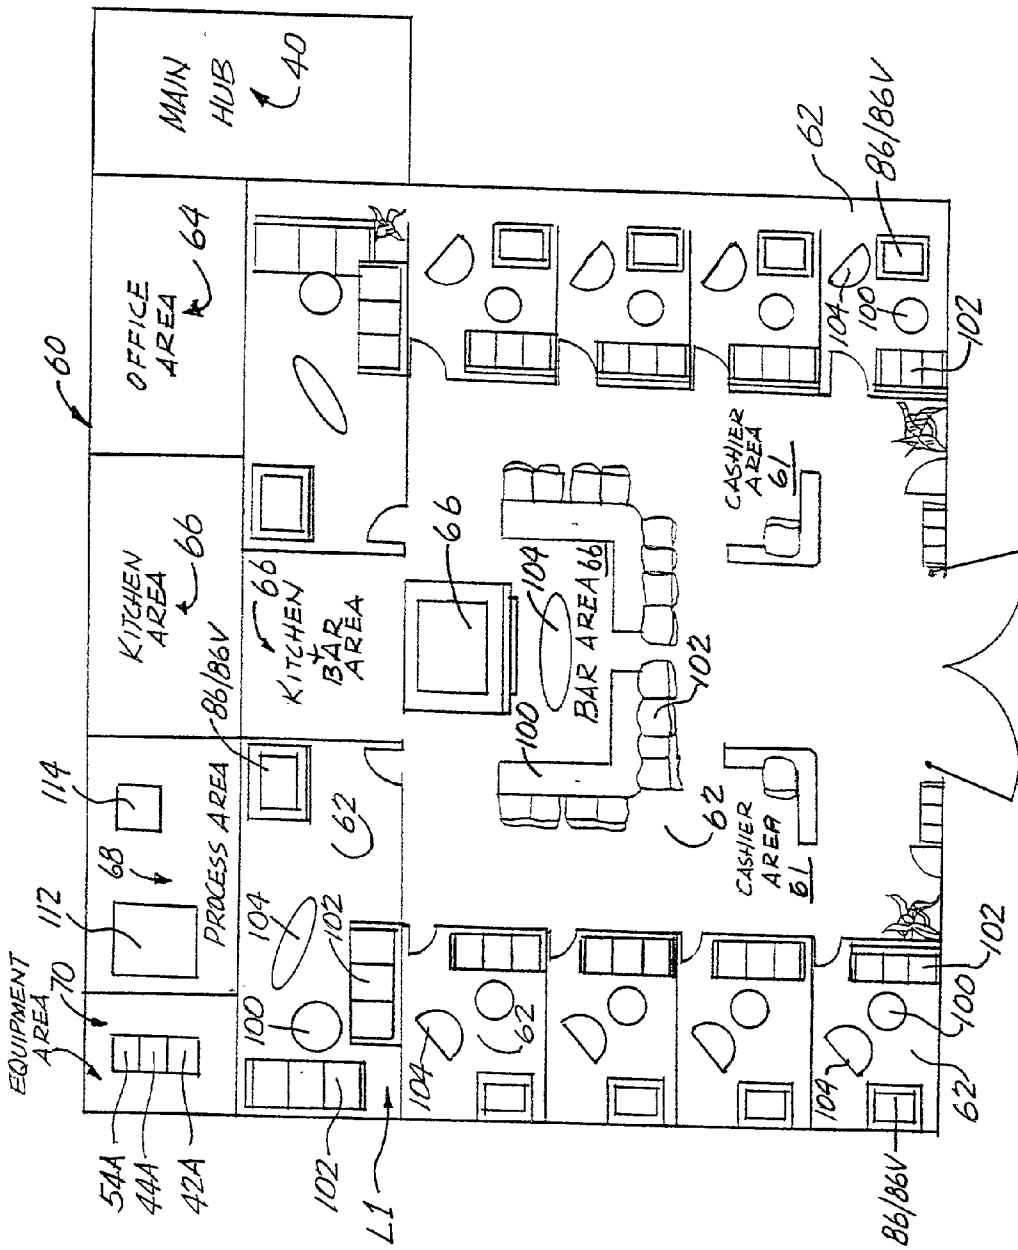 MAIN
HUB
40
60
OFFICE
AREA
64
KITCHEN
AREA
66
KITCHEN
+
BAR
AREA
66
86/86V
114
68
112
PROCESS AREA
EQUIPMENT
AREA
70
54A
44A
42A
102
L1
100
104
102
62
66
104
BAR AREA 66
100
102
62
CASHIER
AREA
61
CASHIER
AREA
61
62
86/86V
104
100
102
104
62
102
100
104
62
86/86V